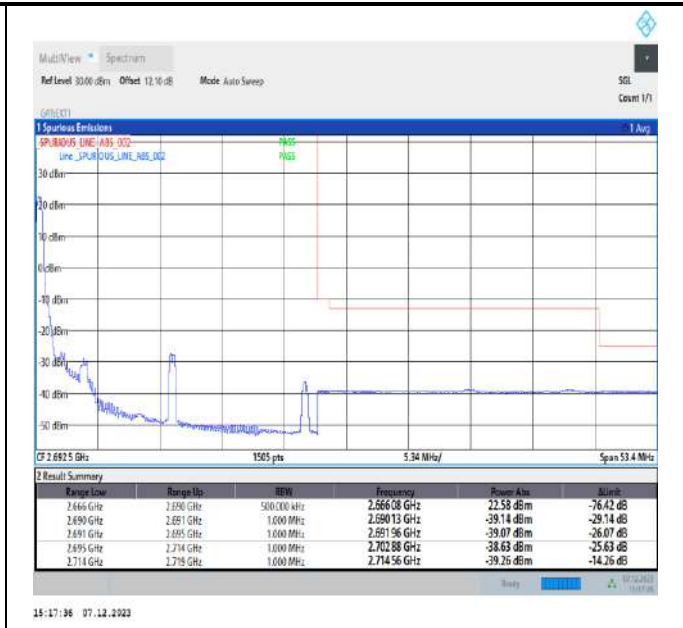 MultiView Spectrum
Ref Level 30.00 dBm Offset 12.10 dB Mode Auto Sweep SGL
Count 1/1
1 Spurious Emissions 1 Avg
SPURIOUS_LINE_ABS_002 PASS
Line _SPURIOUS_LINE_ABS_002 PASS
30 dBm
20 dBm
10 dBm
0 dBm
-10 dBm
-20 dBm
-30 dBm
-40 dBm
-50 dBm
CF 2.6925 GHz 1505 pts 5.34 MHz/ Span 53.4 MHz
2 Result Summary
Range Low Range Up RBW Frequency Power Abs ΔLimit
2.666 GHz 2.690 GHz 500.000 kHz 2.66608 GHz 22.58 dBm -76.42 dB
2.690 GHz 2.691 GHz 1.000 MHz 2.69013 GHz -39.14 dBm -29.14 dB
2.691 GHz 2.695 GHz 1.000 MHz 2.69196 GHz -39.07 dBm -26.07 dB
2.695 GHz 2.714 GHz 1.000 MHz 2.70288 GHz -38.63 dBm -25.63 dB
2.714 GHz 2.719 GHz 1.000 MHz 2.71456 GHz -39.26 dBm -14.26 dB
Ready 07.12.2023
15:17:36 07.12.2023